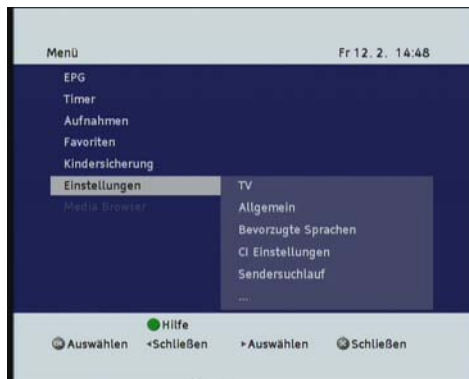 Menü Fr 12. 2. 14:48
EPG
Timer
Aufnahmen
Favoriten
Kindersicherung
Einstellungen TV
Media Browser Allgemein
Bevorzugte Sprachen
CI Einstellungen
Sendersuchlauf
...
Hilfe
OK Auswählen ◂Schließen ▸Auswählen Schließen